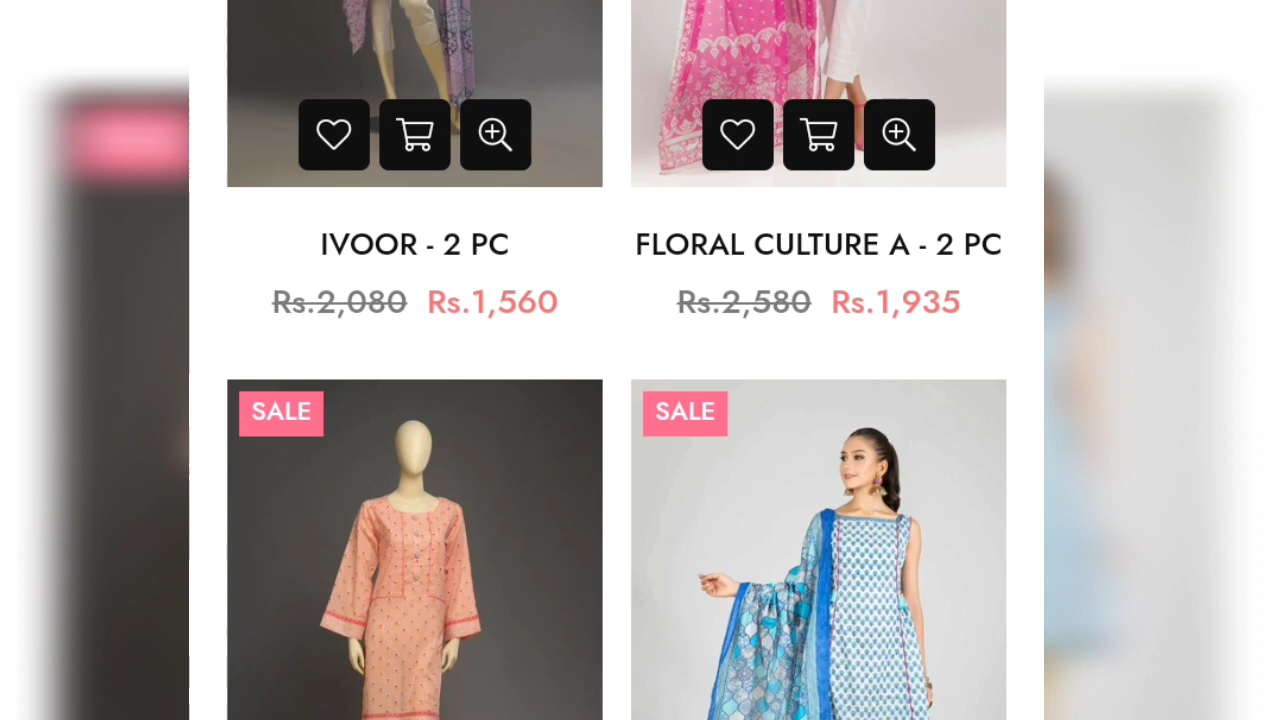 IVOOR - 2 PC
Rs.2,080 Rs.1,560
FLORAL CULTURE A - 2 PC
Rs.2,580 Rs.1,935
SALE
SALE